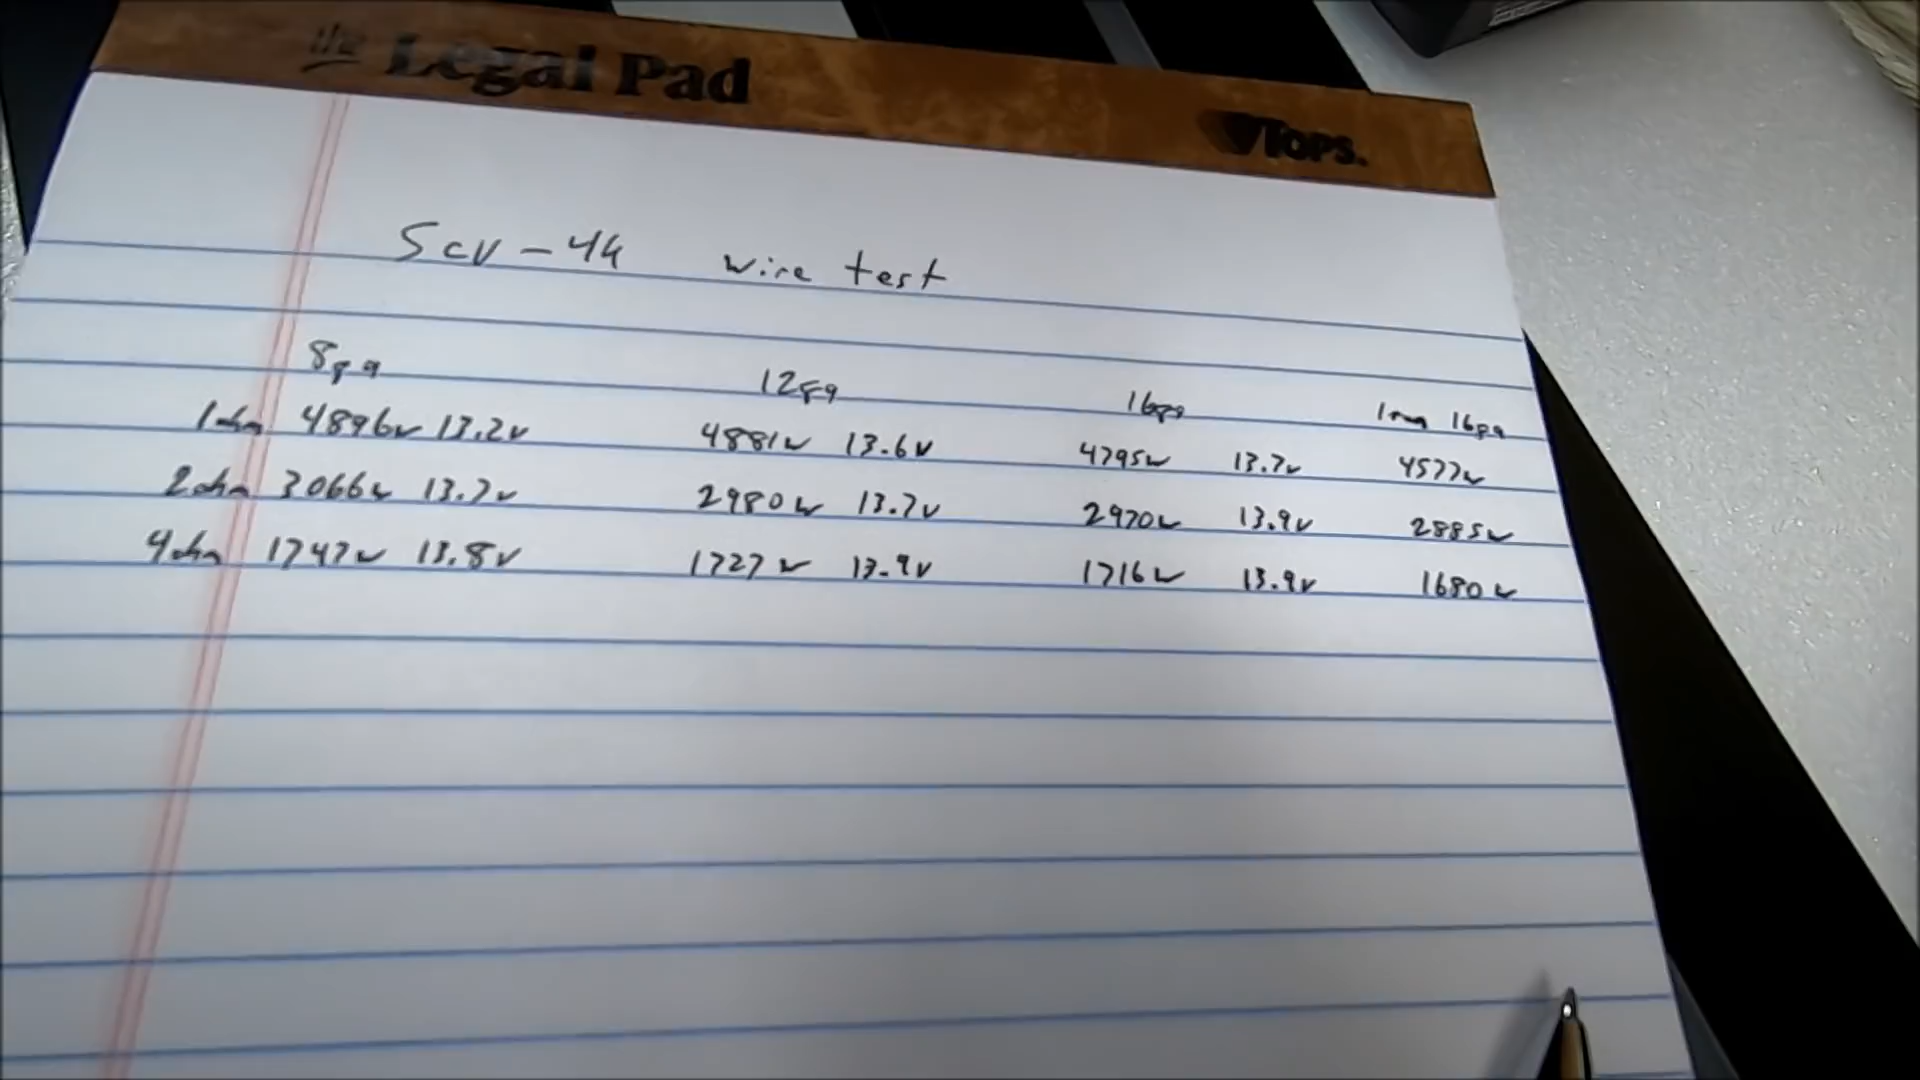 the Legal Pad
TOPS.
Scv-44 wire test
8ga 12ga 16ga 1run 16ga
1ohm 4896w 13.2v 4881w 13.6v 4795w 13.7v 4577w
2ohm 3066w 13.7v 2980w 13.7v 2970w 13.9v 2885w
4ohm 1747w 13.8v 1727w 13.9v 1716w 13.9v 1680w